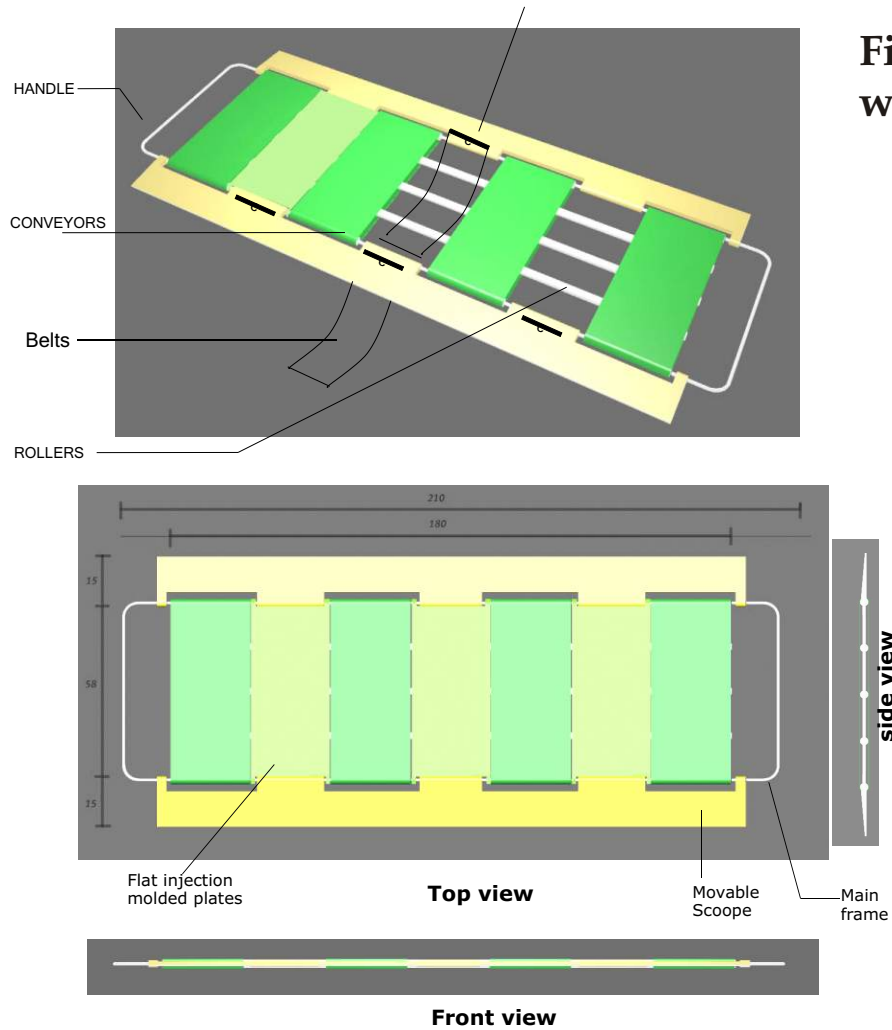 Fi
w
HANDLE
CONVEYORS
Belts
ROLLERS
210
180
15
58
15
side view
Flat injection
molded plates
Top view
Movable
Scoope
Main
frame
Front view